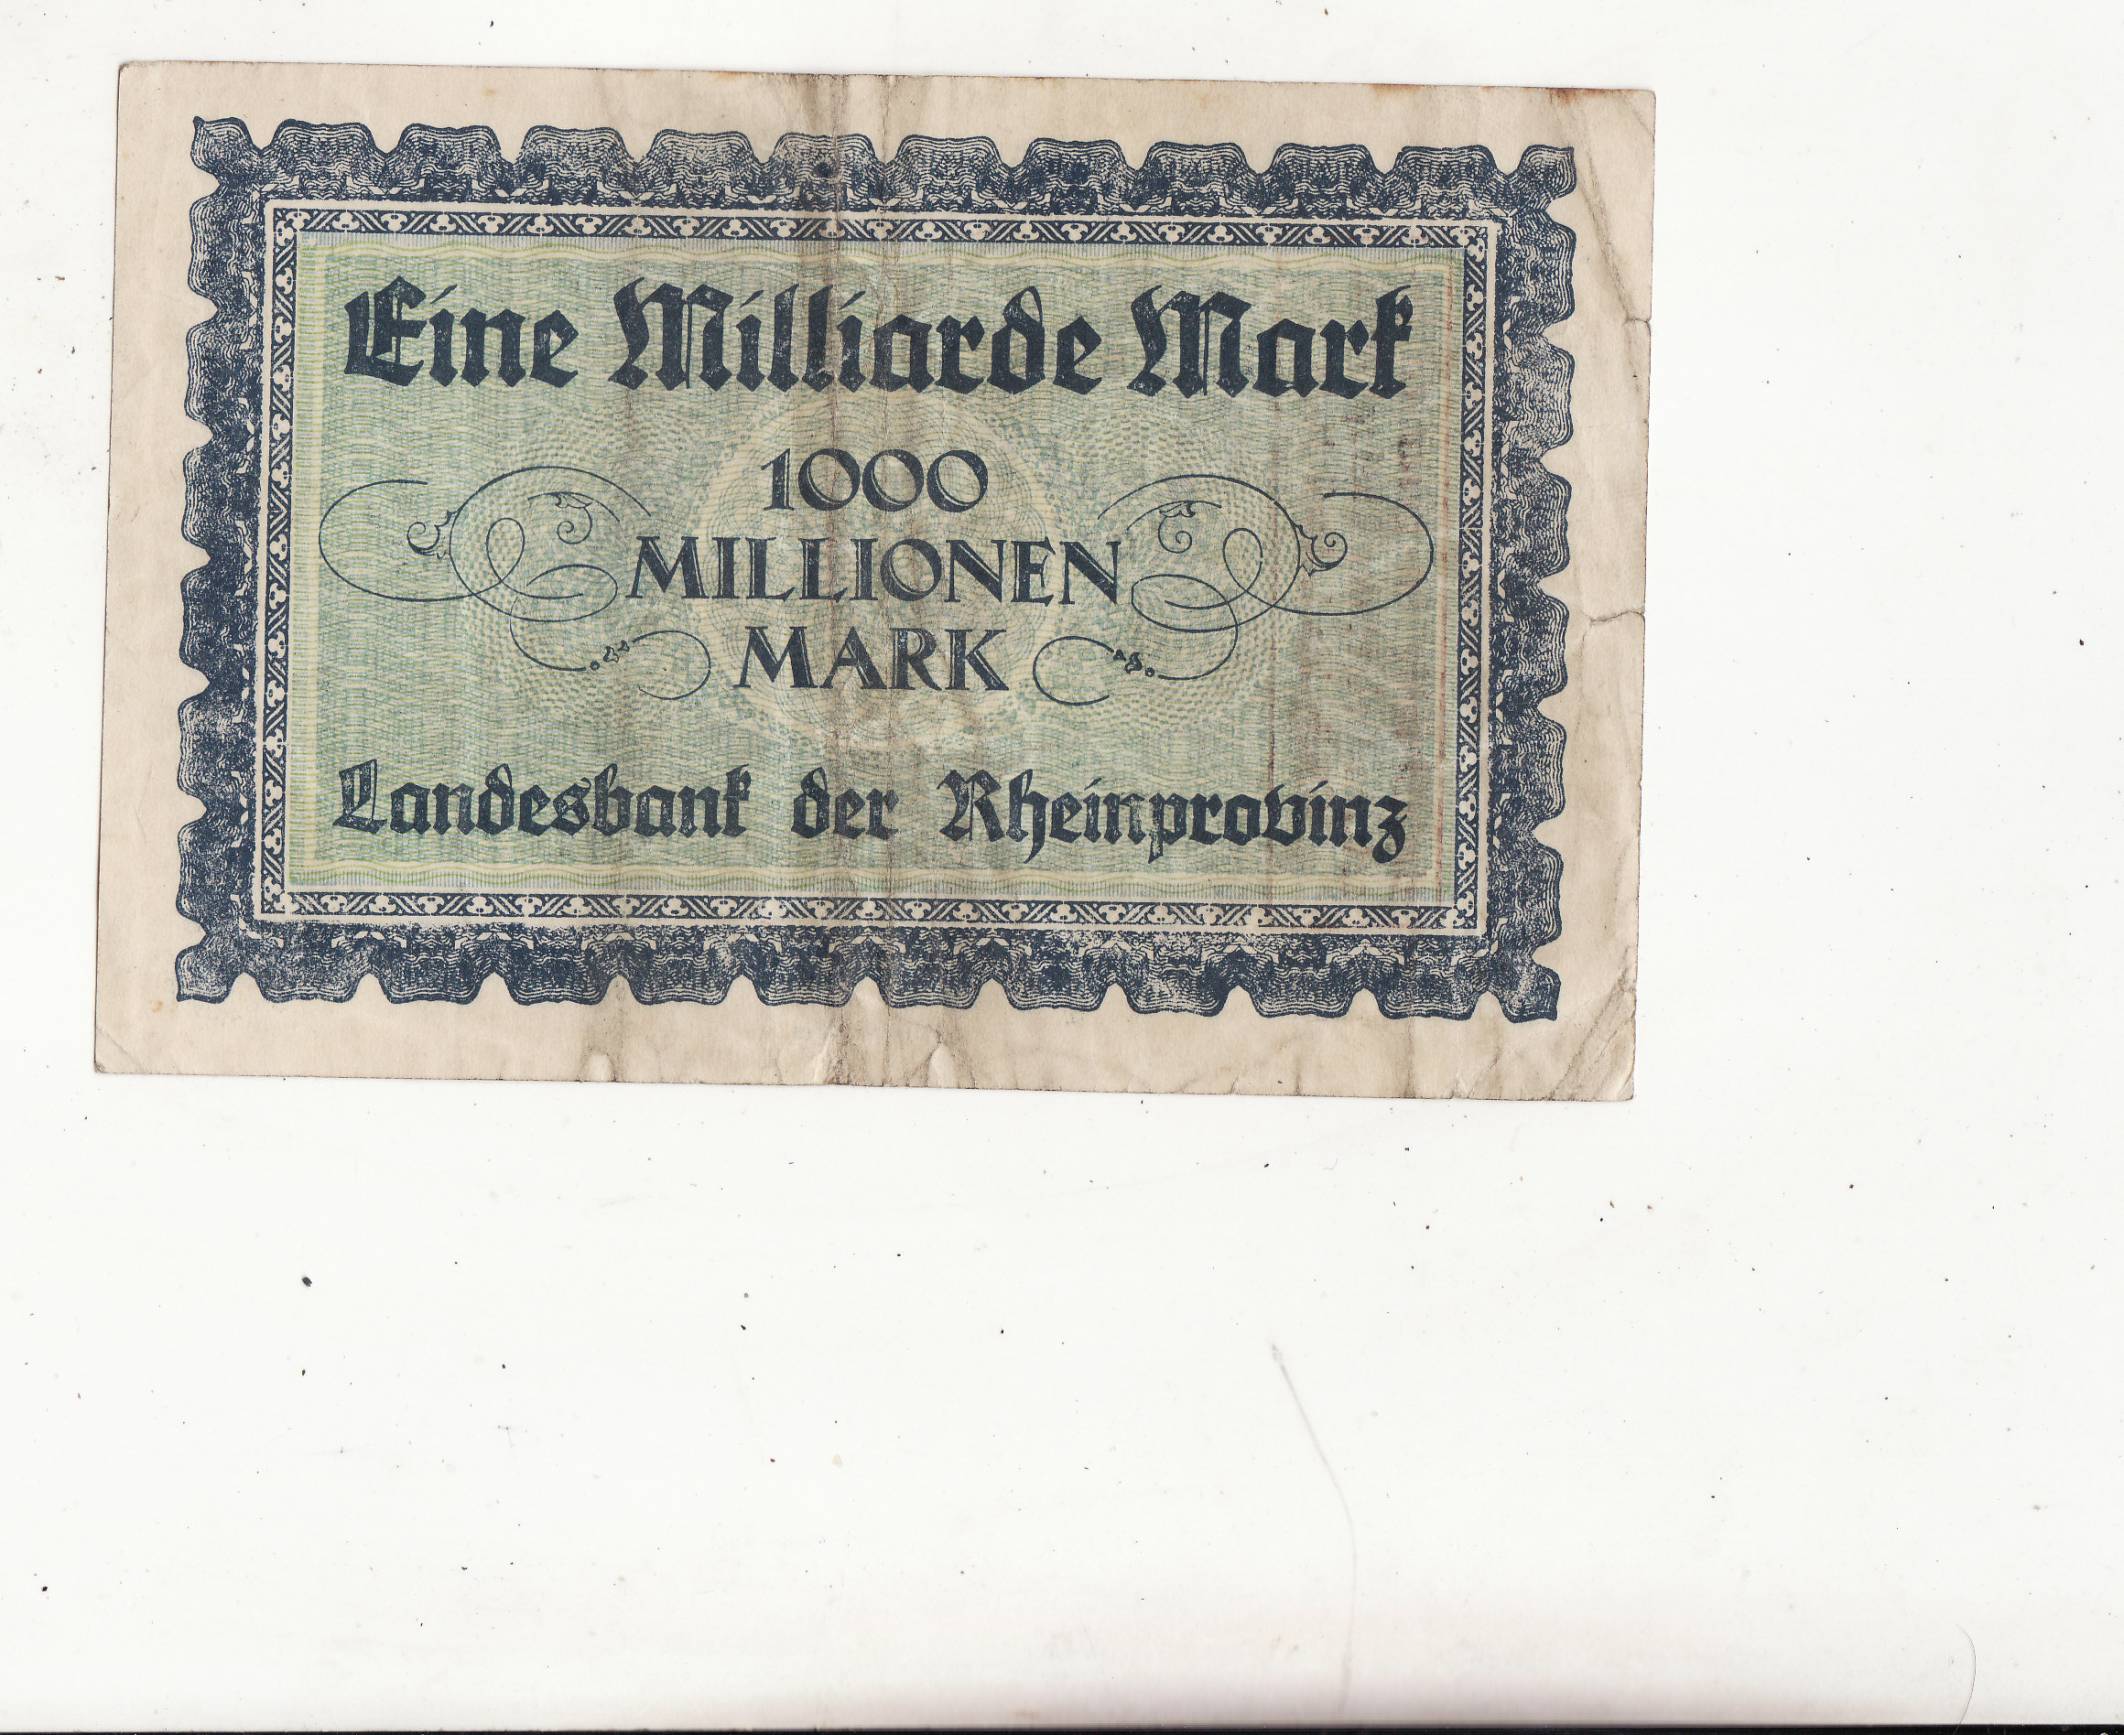 Eine Milliarde Mark
1000
MILLIONEN
MARK
Landesbank der Rheinprovinz